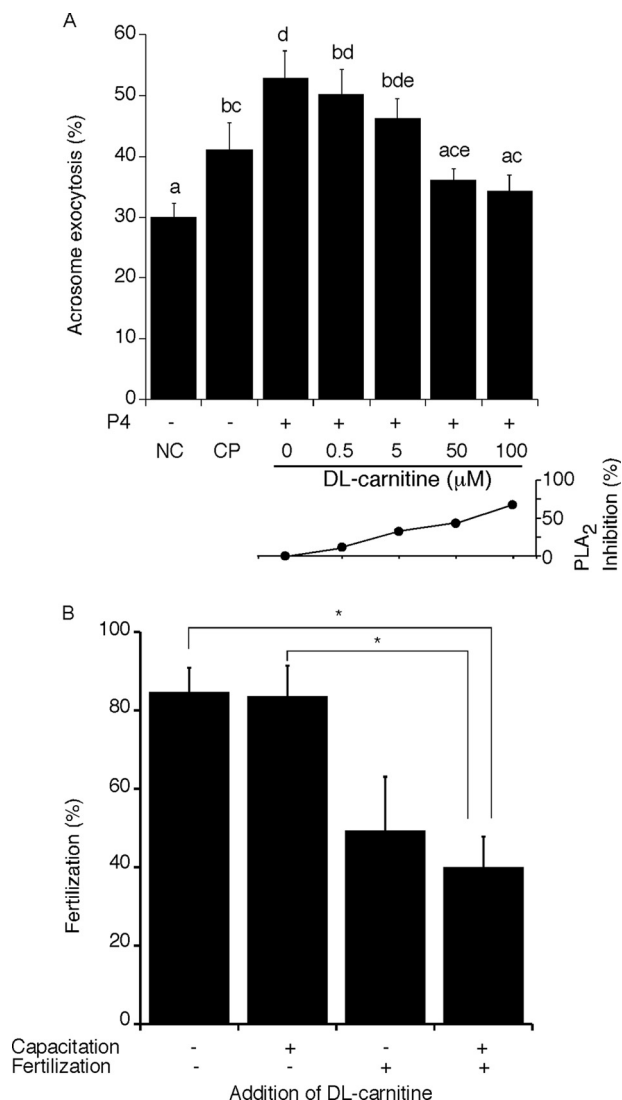 A
Acrosome exocytosis (%)
60
50
40
30
20
10
0
a
bc
d
bd
bde
ace
ac
P4 - - + + + + +
NC CP 0 0.5 5 50 100
DL-carnitine (μM)
100
50
0
PLA2
Inhibition (%)
B
Fertilization (%)
100
80
60
40
20
0
*
*
Capacitation - + - +
Fertilization - - + +
Addition of DL-carnitine